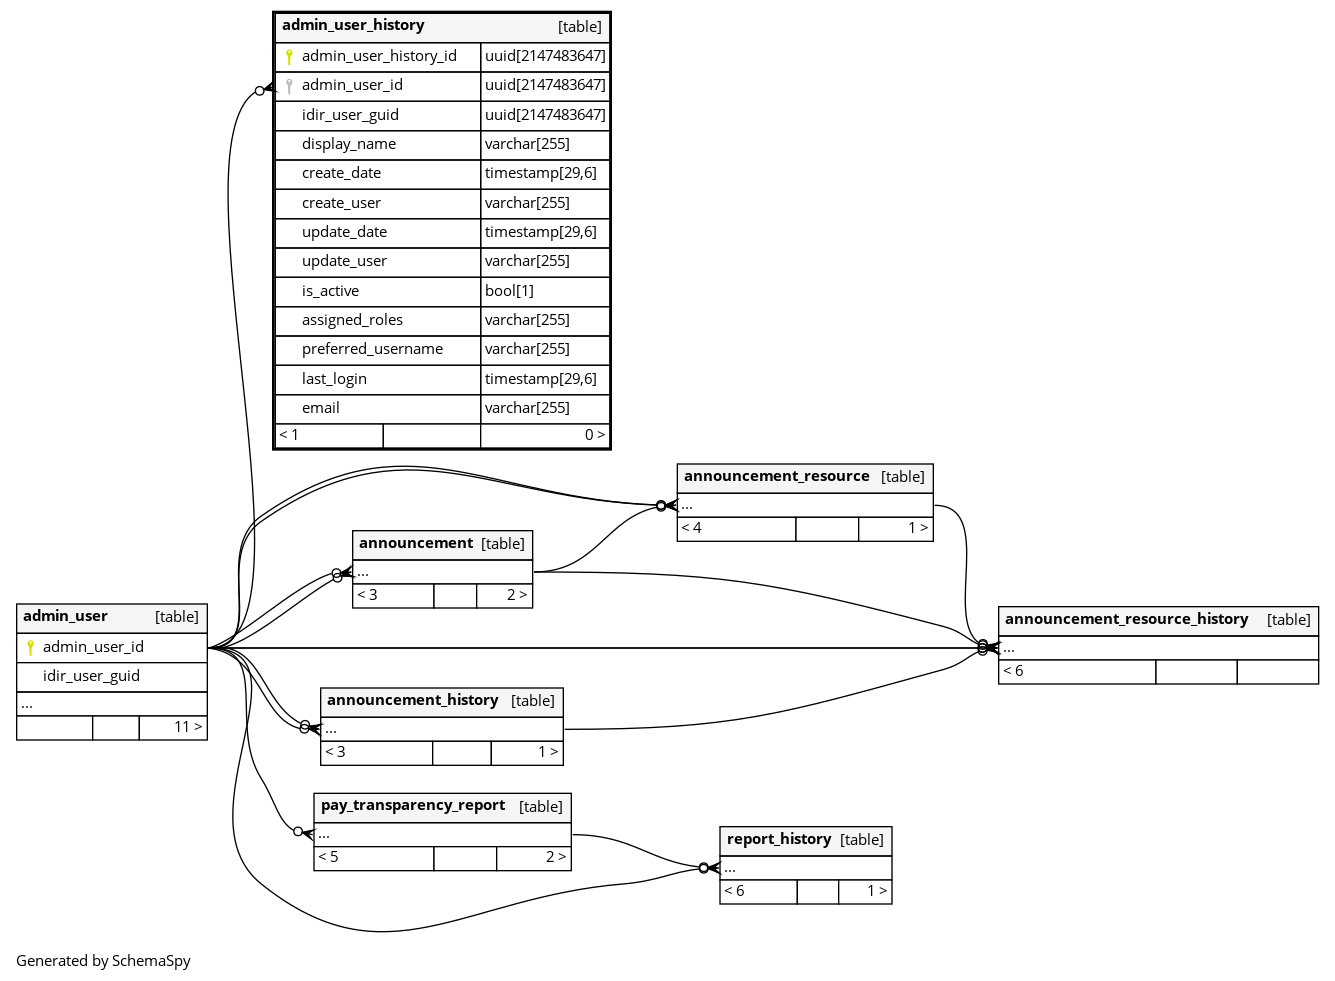 admin_user_history [table]
admin_user_history_id uuid[2147483647]
admin_user_id uuid[2147483647]
idir_user_guid uuid[2147483647]
display_name varchar[255]
create_date timestamp[29,6]
create_user varchar[255]
update_date timestamp[29,6]
update_user varchar[255]
is_active bool[1]
assigned_roles varchar[255]
preferred_username varchar[255]
last_login timestamp[29,6]
email varchar[255]
< 1 0 >
announcement_resource [table]
...
< 4 1 >
announcement [table]
...
< 3 2 >
admin_user [table]
admin_user_id
idir_user_guid
...
11 >
announcement_resource_history [table]
...
< 6
announcement_history [table]
...
< 3 1 >
pay_transparency_report [table]
...
< 5 2 >
report_history [table]
...
< 6 1 >
Generated by SchemaSpy